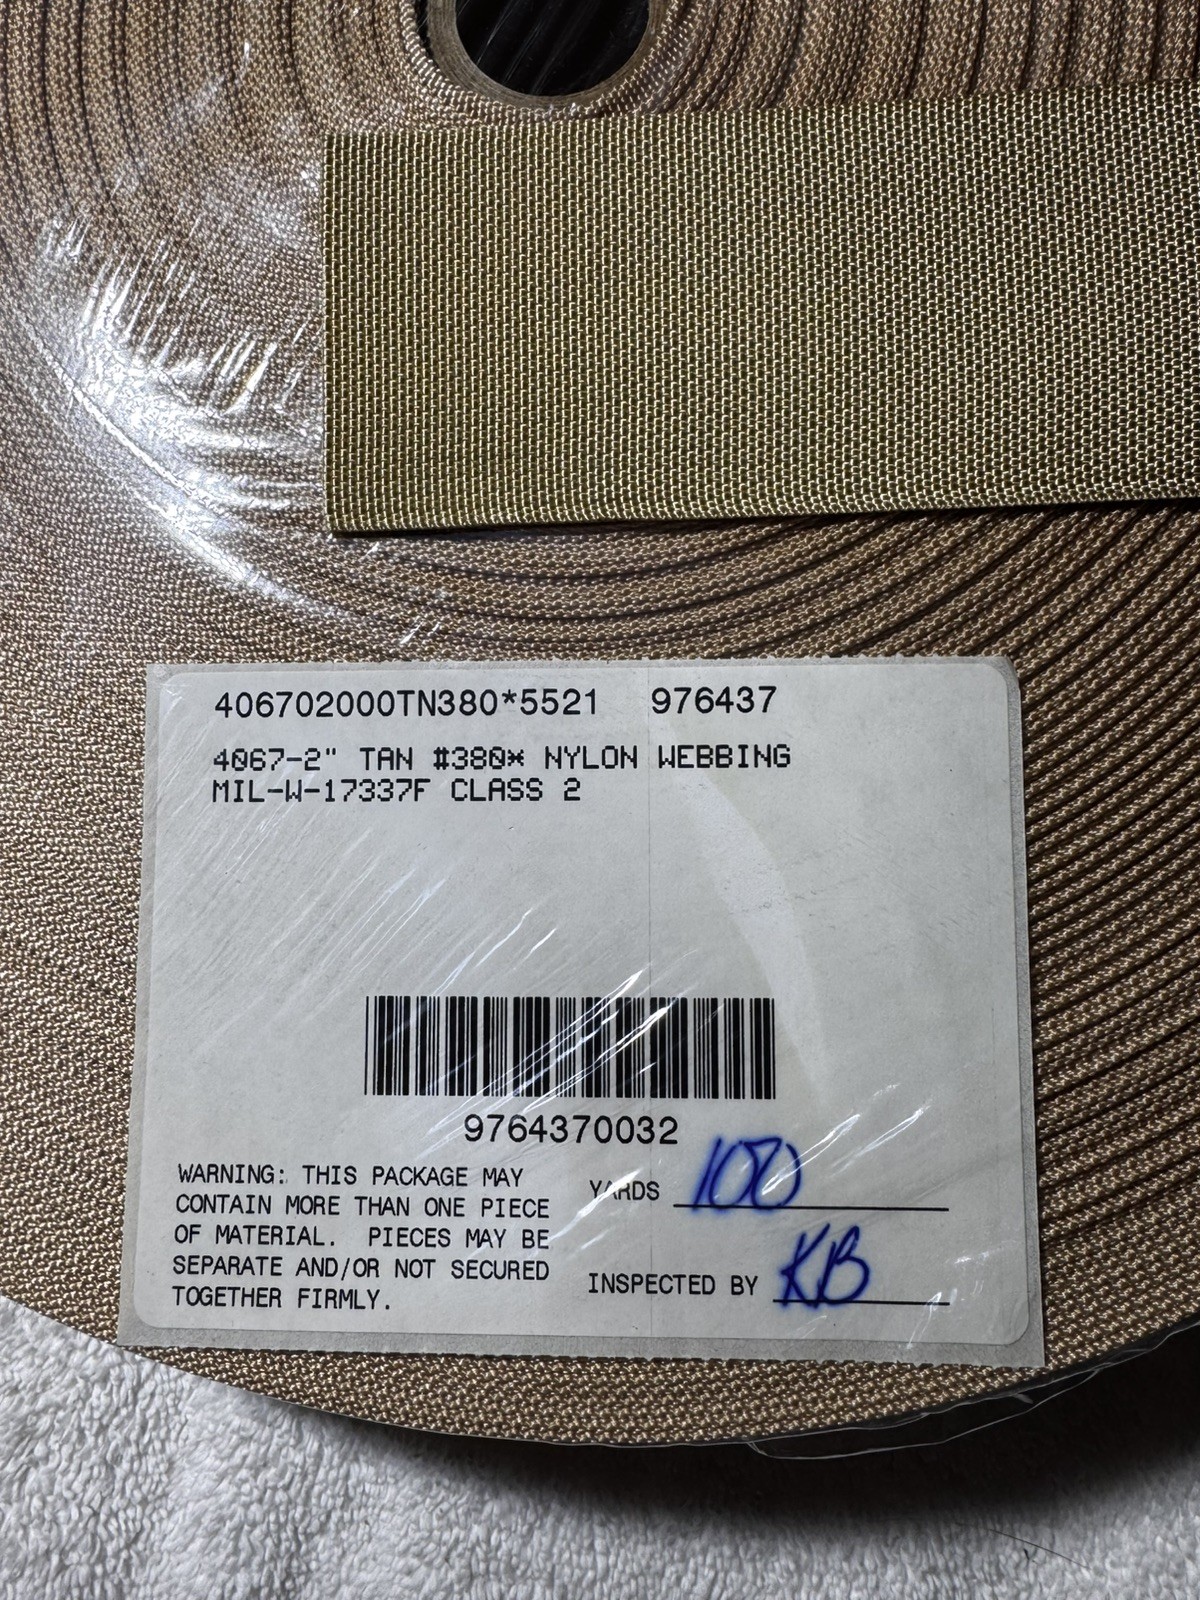 406702000TN380*5521 976437
4067-2" TAN #380* NYLON WEBBING
MIL-W-17337F CLASS 2
9764370032
WARNING: THIS PACKAGE MAY
CONTAIN MORE THAN ONE PIECE
OF MATERIAL. PIECES MAY BE
SEPARATE AND/OR NOT SECURED
TOGETHER FIRMLY.
YARDS 100
INSPECTED BY KB